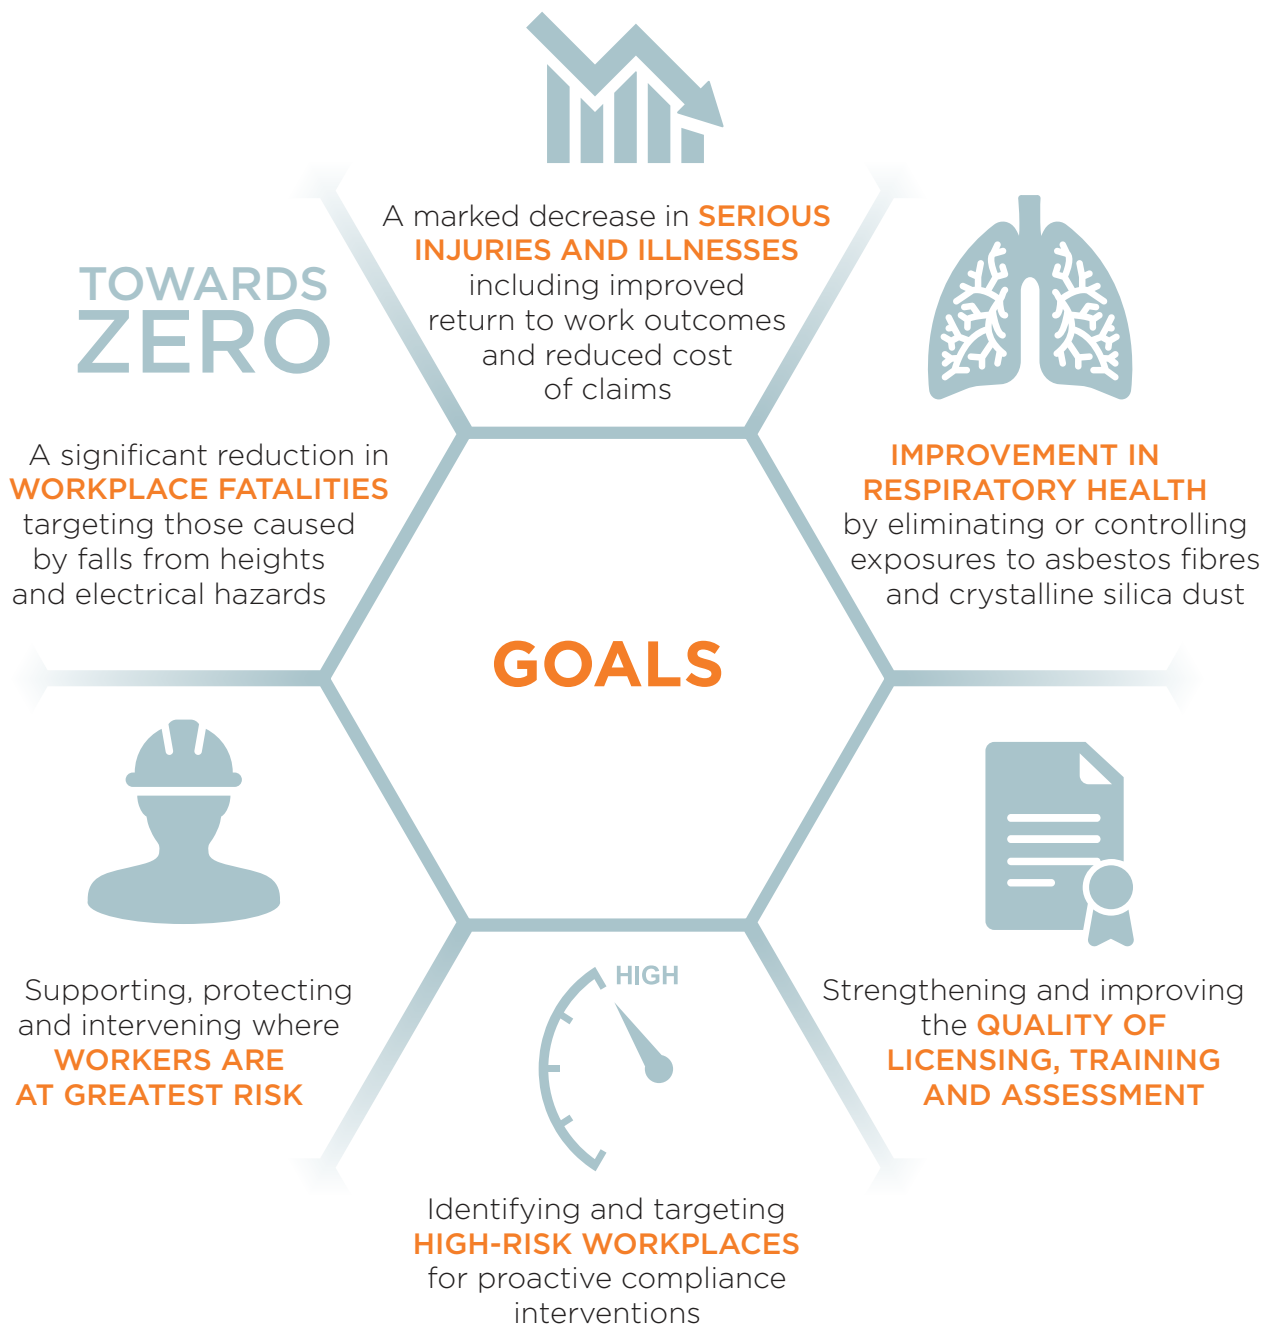 A marked decrease in SERIOUS
INJURIES AND ILLNESSES
including improved
return to work outcomes
and reduced cost
of claims
TOWARDS
ZERO
A significant reduction in
WORKPLACE FATALITIES
targeting those caused
by falls from heights
and electrical hazards
IMPROVEMENT IN
RESPIRATORY HEALTH
by eliminating or controlling
exposures to asbestos fibres
and crystalline silica dust
GOALS
Supporting, protecting
and intervening where
WORKERS ARE
AT GREATEST RISK
HIGH
Identifying and targeting
HIGH-RISK WORKPLACES
for proactive compliance
interventions
Strengthening and improving
the QUALITY OF
LICENSING, TRAINING
AND ASSESSMENT